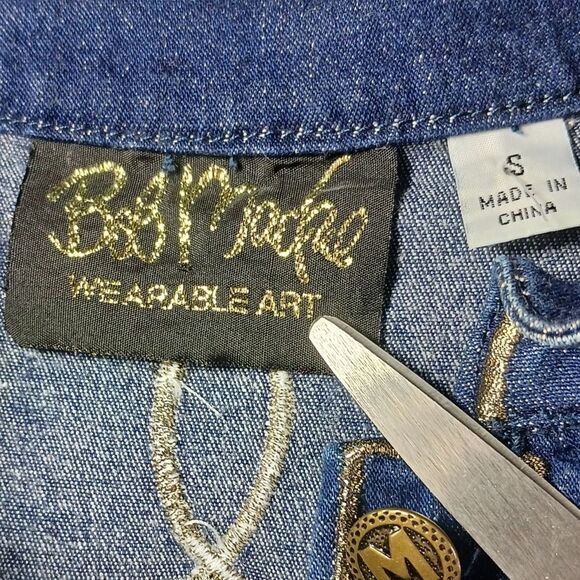 Bob Mackie
WEARABLE ART
S
MADE IN
CHINA
M